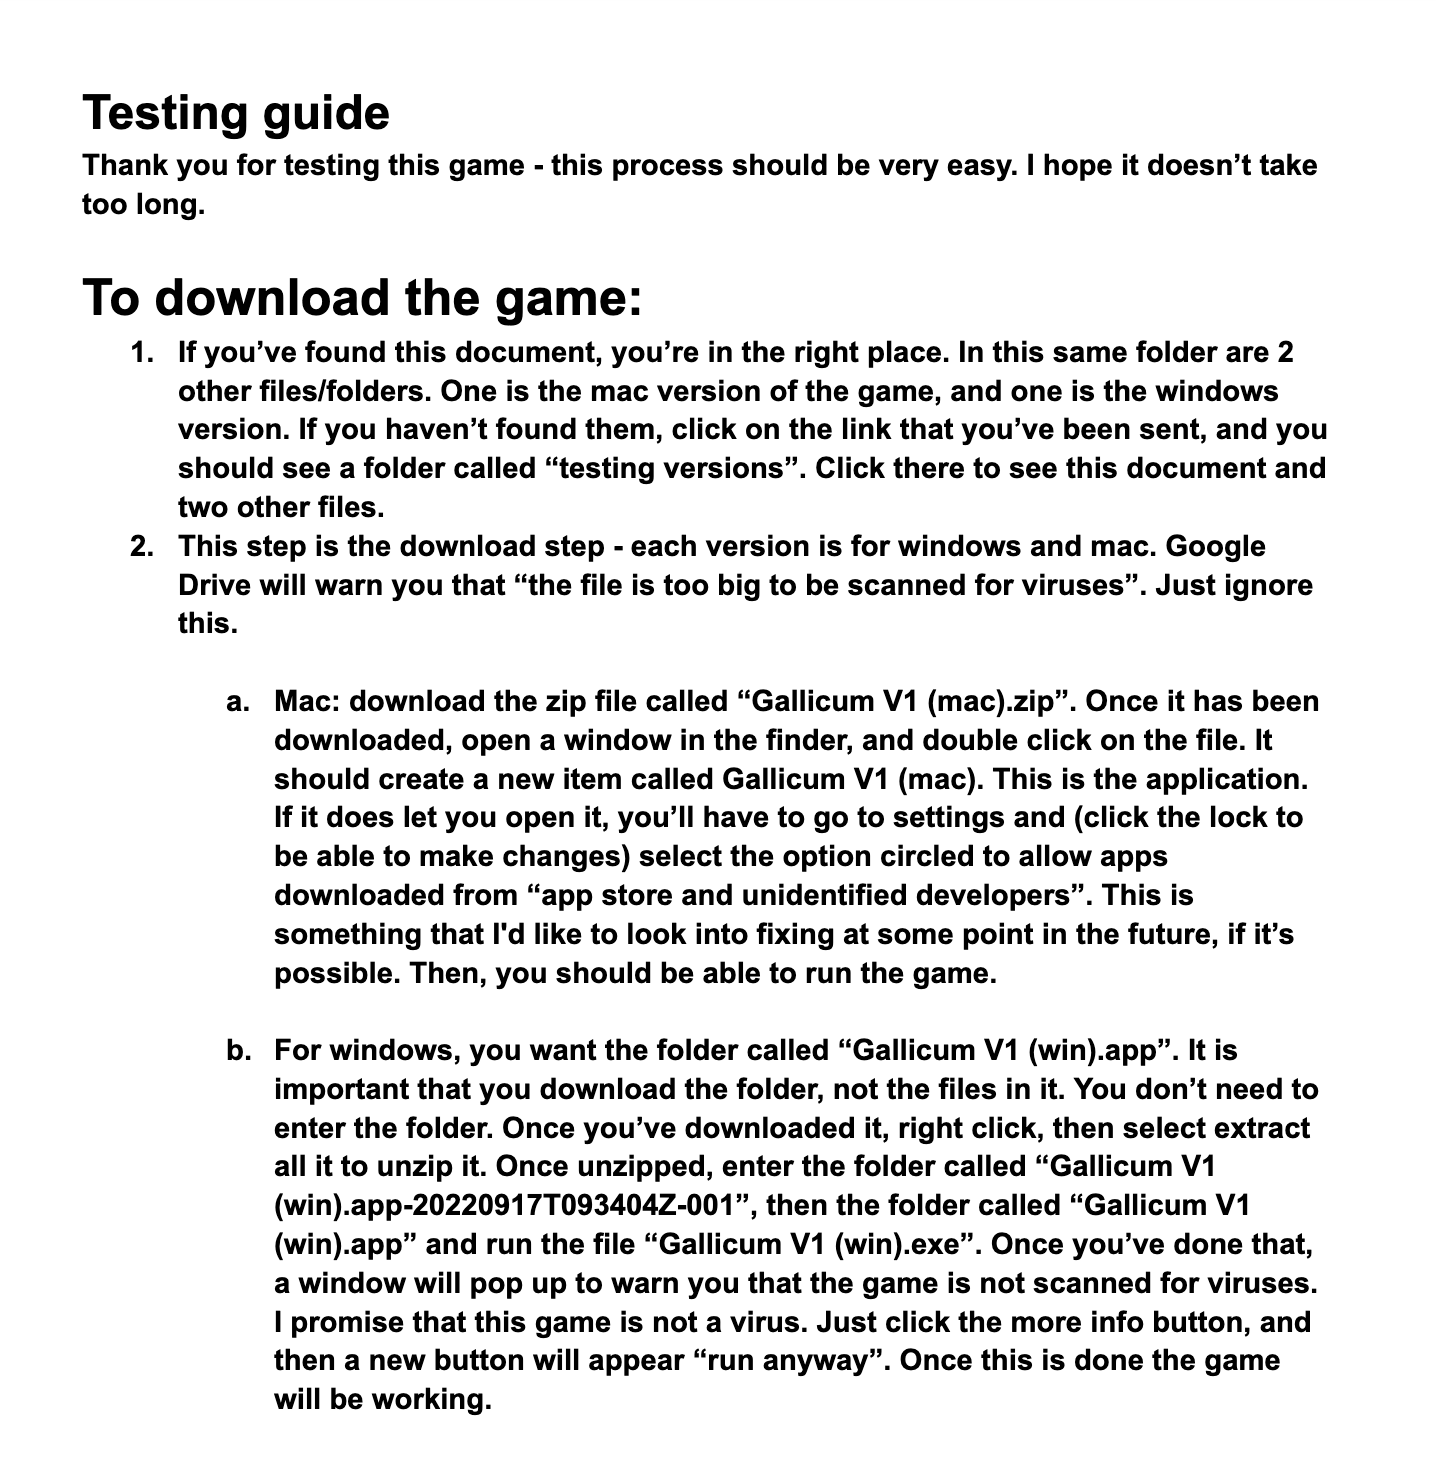 Testing guide
Thank you for testing this game - this process should be very easy. I hope it doesn’t take
too long.
To download the game:
1. If you’ve found this document, you’re in the right place. In this same folder are 2
other files/folders. One is the mac version of the game, and one is the windows
version. If you haven’t found them, click on the link that you’ve been sent, and you
should see a folder called “testing versions”. Click there to see this document and
two other files.
2. This step is the download step - each version is for windows and mac. Google
Drive will warn you that “the file is too big to be scanned for viruses”. Just ignore
this.
a. Mac: download the zip file called “Gallicum V1 (mac).zip”. Once it has been
downloaded, open a window in the finder, and double click on the file. It
should create a new item called Gallicum V1 (mac). This is the application.
If it does let you open it, you’ll have to go to settings and (click the lock to
be able to make changes) select the option circled to allow apps
downloaded from “app store and unidentified developers”. This is
something that I'd like to look into fixing at some point in the future, if it’s
possible. Then, you should be able to run the game.
b. For windows, you want the folder called “Gallicum V1 (win).app”. It is
important that you download the folder, not the files in it. You don’t need to
enter the folder. Once you’ve downloaded it, right click, then select extract
all it to unzip it. Once unzipped, enter the folder called “Gallicum V1
(win).app-20220917T093404Z-001”, then the folder called “Gallicum V1
(win).app” and run the file “Gallicum V1 (win).exe”. Once you’ve done that,
a window will pop up to warn you that the game is not scanned for viruses.
I promise that this game is not a virus. Just click the more info button, and
then a new button will appear “run anyway”. Once this is done the game
will be working.